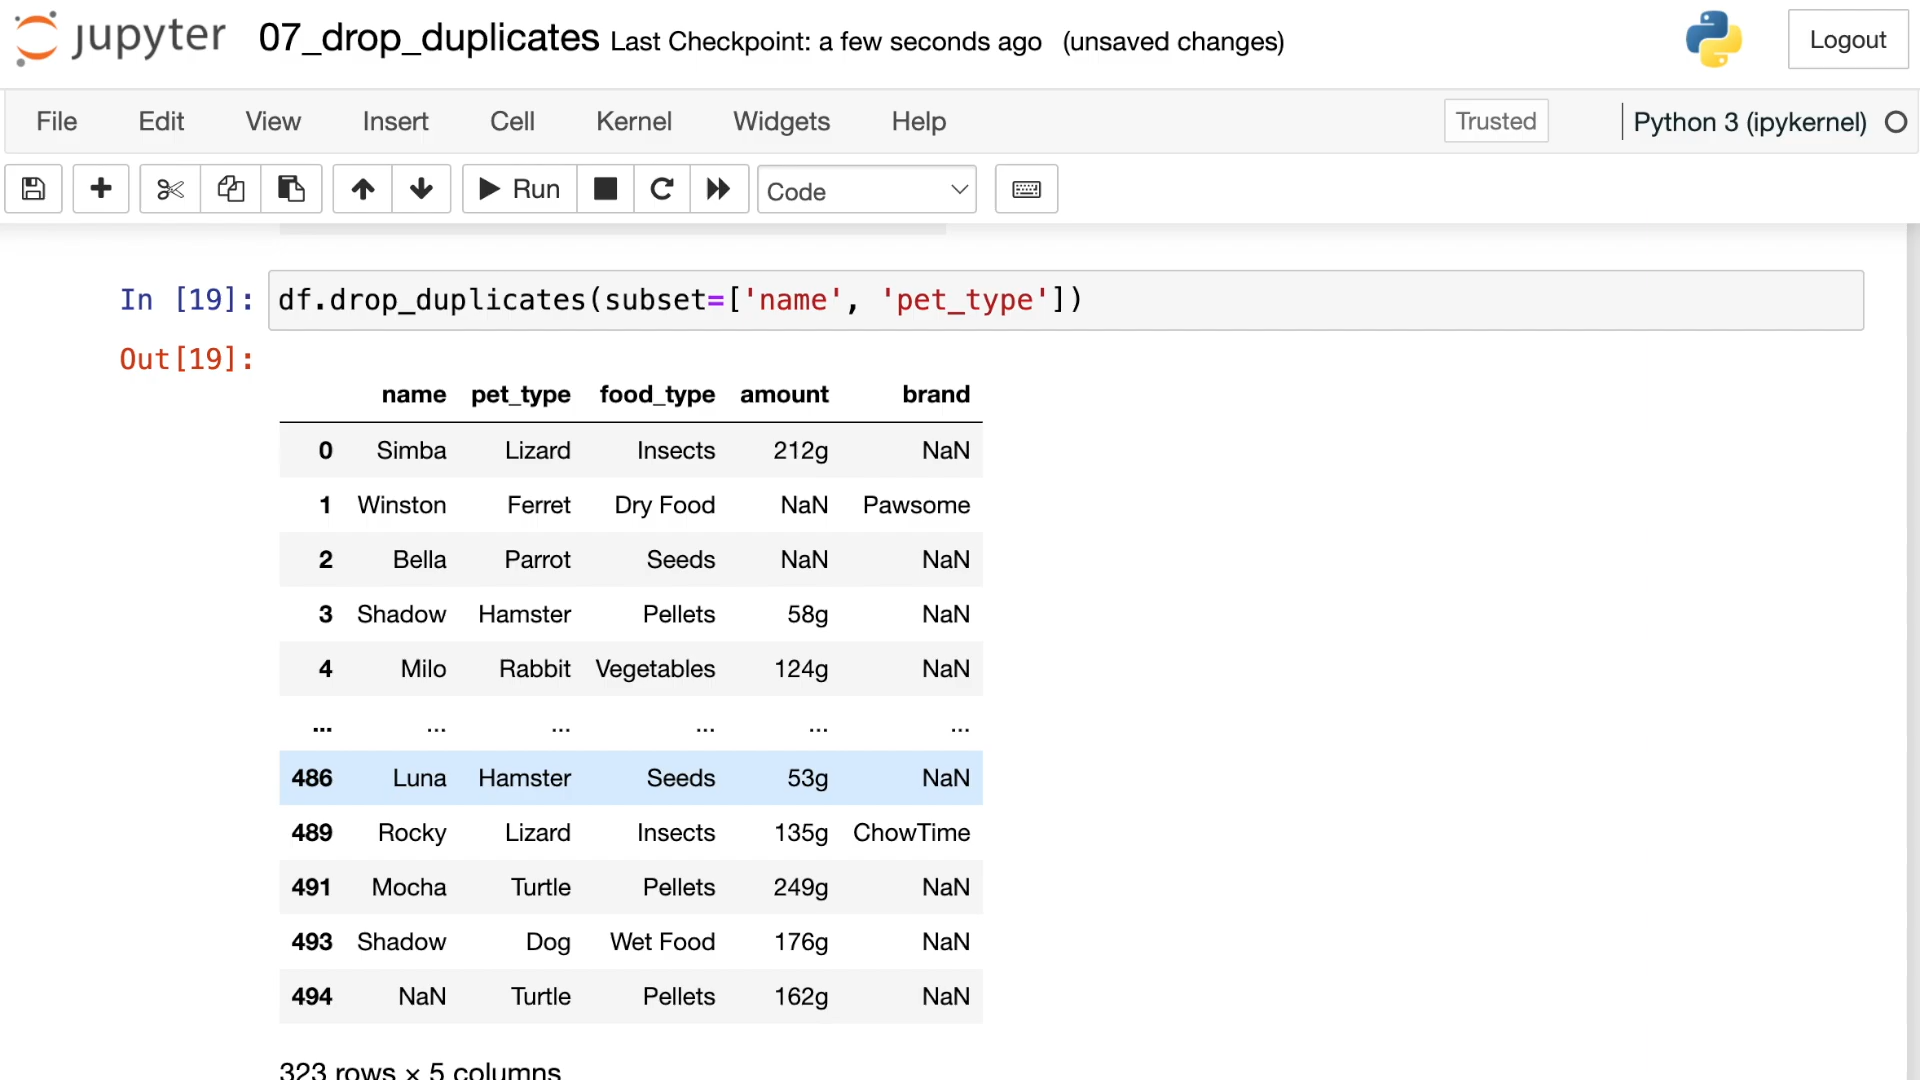 jupyter 07_drop_duplicates Last Checkpoint: a few seconds ago (unsaved changes) Logout
File Edit View Insert Cell Kernel Widgets Help Trusted Python 3 (ipykernel)
Run Code
In [19]: df.drop_duplicates(subset=['name', 'pet_type'])
Out[19]:
name pet_type food_type amount brand
0 Simba Lizard Insects 212g NaN
1 Winston Ferret Dry Food NaN Pawsome
2 Bella Parrot Seeds NaN NaN
3 Shadow Hamster Pellets 58g NaN
4 Milo Rabbit Vegetables 124g NaN
... ... ... ... ... ...
486 Luna Hamster Seeds 53g NaN
489 Rocky Lizard Insects 135g ChowTime
491 Mocha Turtle Pellets 249g NaN
493 Shadow Dog Wet Food 176g NaN
494 NaN Turtle Pellets 162g NaN
323 rows × 5 columns